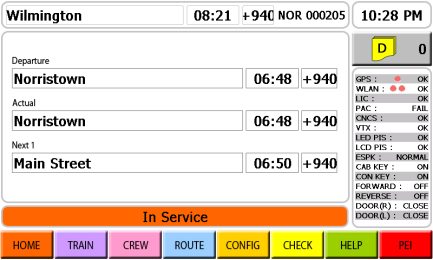 Wilmington 08:21 +940 NOR 000205 10:28 PM
D 0
Departure
Norristown 06:48 +940
Actual
Norristown 06:48 +940
Next 1
Main Street 06:50 +940
GPS : OK
WLAN : OK
LIC : OK
PAC : FAIL
CNCS : OK
VTX : OK
LED PIS : OK
LCD PIS : OK
ESPK : NORMAL
CAB KEY : ON
CON KEY : ON
FORWARD : OFF
REVERSE : OFF
DOOR(R) : CLOSE
DOOR(L) : CLOSE
In Service
HOME TRAIN CREW ROUTE CONFIG CHECK HELP PEI